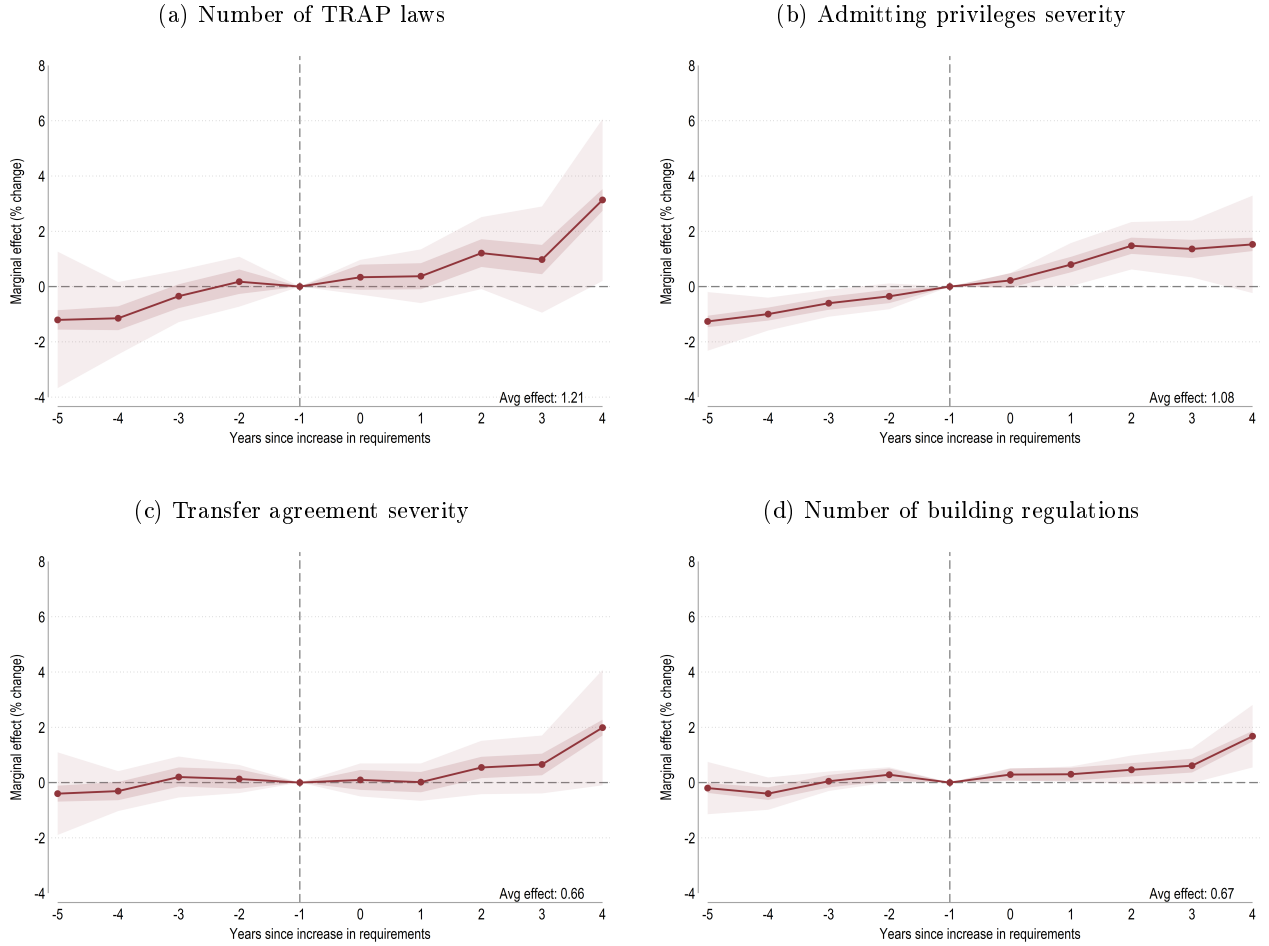 (a) Number of TRAP laws
8
6
4
2
0
-2
-4
Marginal effect (% change)
Avg effect: 1.21
-5 -4 -3 -2 -1 0 1 2 3 4
Years since increase in requirements
(b) Admitting privileges severity
8
6
4
2
0
-2
-4
Marginal effect (% change)
Avg effect: 1.08
-5 -4 -3 -2 -1 0 1 2 3 4
Years since increase in requirements
(c) Transfer agreement severity
8
6
4
2
0
-2
-4
Marginal effect (% change)
Avg effect: 0.66
-5 -4 -3 -2 -1 0 1 2 3 4
Years since increase in requirements
(d) Number of building regulations
8
6
4
2
0
-2
-4
Marginal effect (% change)
Avg effect: 0.67
-5 -4 -3 -2 -1 0 1 2 3 4
Years since increase in requirements